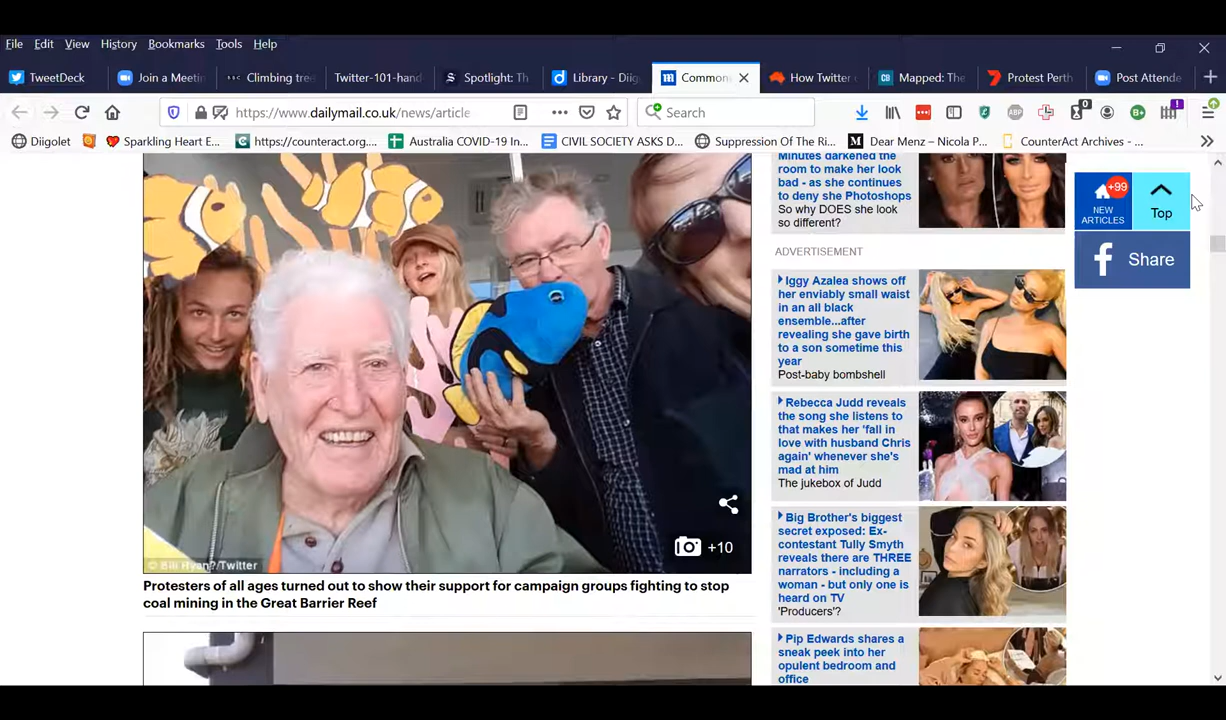 File Edit View History Bookmarks Tools Help
TweetDeck
Join a Meeti
Climbing tre
Twitter-101-hand
Spotlight: Th
Library - Diig
Common
How Twitter c
Mapped: The
Protest Perth
Post Attende
https://www.dailymail.co.uk/news/article
Search
Diigolet
Sparkling Heart E...
https://counteract.org....
Australia COVID-19 In...
CIVIL SOCIETY ASKS D...
Suppression Of The Ri...
Dear Menz – Nicola P...
CounterAct Archives - ...
+10
Protesters of all ages turned out to show their support for campaign groups fighting to stop
coal mining in the Great Barrier Reef
Minutes darkened the
room to make her look
bad - as she continues
to deny she Photoshops
So why DOES she look
so different?
ADVERTISEMENT
Iggy Azalea shows off
her enviably small waist
in an all black
ensemble...after
revealing she gave birth
to a son sometime this
year
Post-baby bombshell
Rebecca Judd reveals
the song she listens to
that makes her 'fall in
love with husband Chris
again' whenever she's
mad at him
The jukebox of Judd
Big Brother's biggest
secret exposed: Ex-
contestant Tully Smyth
reveals there are THREE
narrators - including a
woman - but only one is
heard on TV
'Producers'?
Pip Edwards shares a
sneak peek into her
opulent bedroom and
office
+99
NEW
ARTICLES
Top
Share